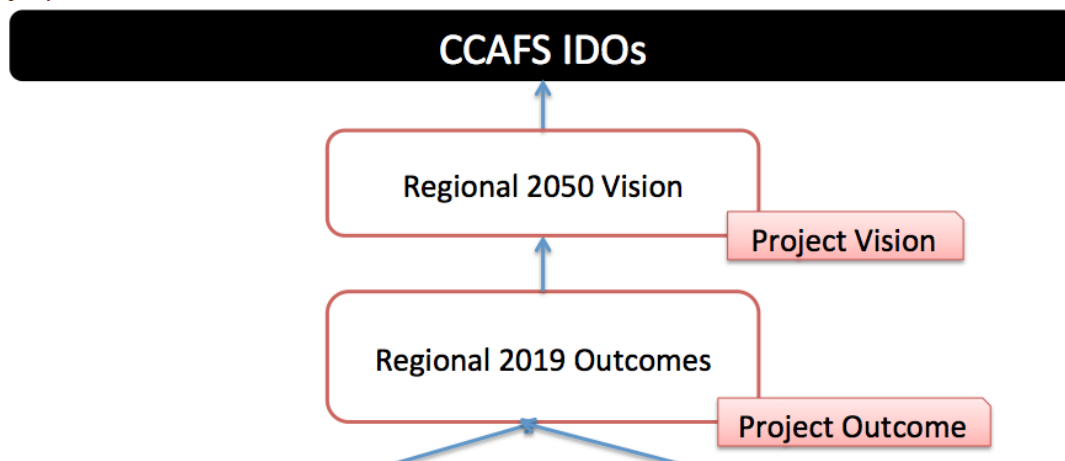 CCAFS IDOs
Regional 2050 Vision
Project Vision
Regional 2019 Outcomes
Project Outcome